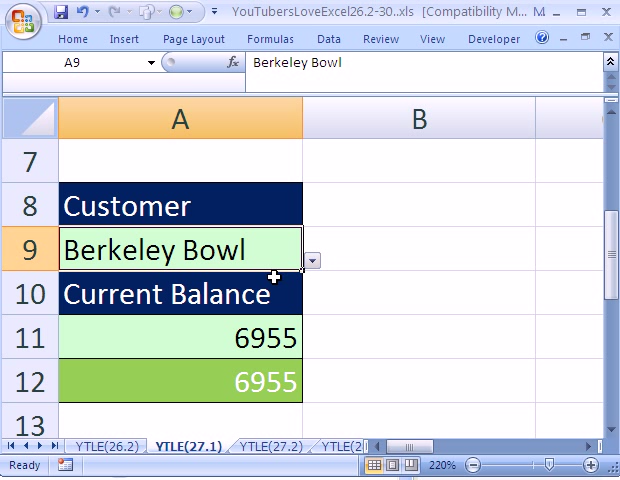 YouTubersLoveExcel26.2-30..xls [Compatibility M... M
Home Insert Page Layout Formulas Data Review View Developer
A9 fx Berkeley Bowl
A B
7
8 Customer
9 Berkeley Bowl
10 Current Balance
11 6955
12 6955
13
YTLE(26.2) YTLE(27.1) YTLE(27.2) YTLE(2
Ready 220%